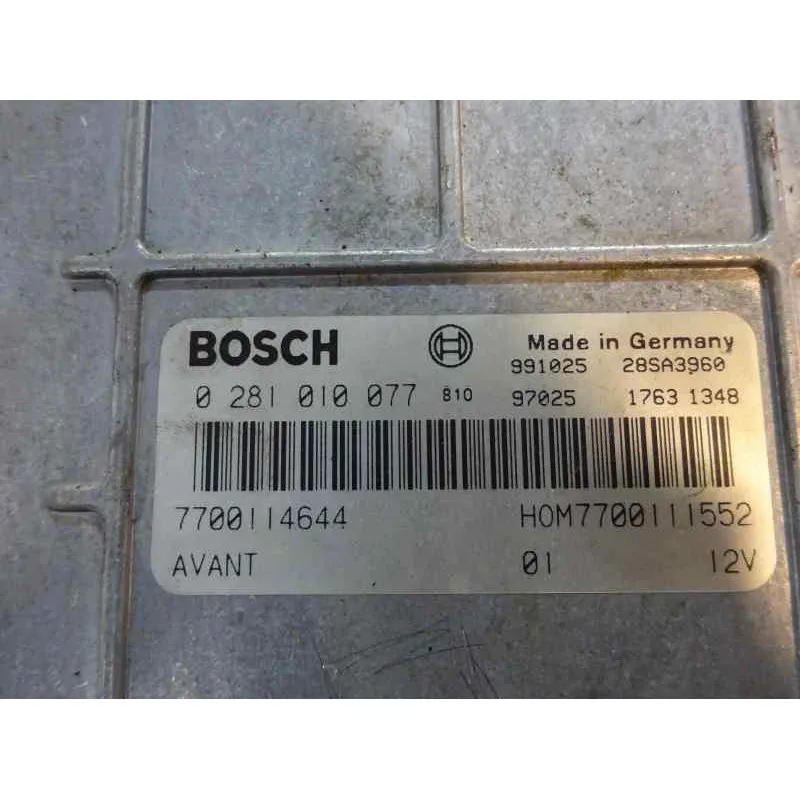 BOSCH Made in Germany
991025 28SA3960
0 281 010 077 810 97025 1763 1348
7700114644 HOM7700111552
AVANT 01 12V